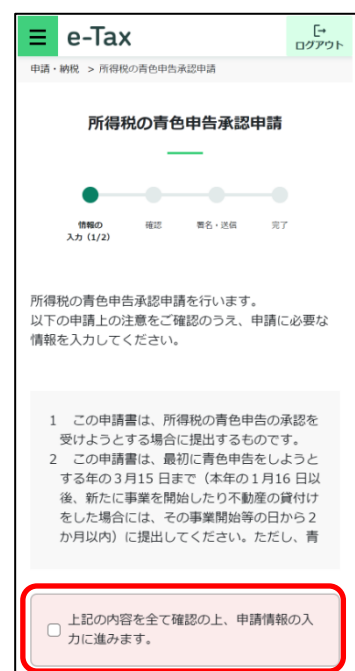 e-Tax
ログアウト
申請・納税 > 所得税の青色申告承認申請
所得税の青色申告承認申請
情報の
入力（1/2）
確認
署名・送信
完了
所得税の青色申告承認申請を行います。
以下の申請上の注意をご確認のうえ、申請に必要な
情報を入力してください。
1 この申請書は、所得税の青色申告の承認を
受けようとする場合に提出するものです。
2 この申請書は、最初に青色申告をしようと
する年の３月15 日まで（本年の１月16 日以
後、新たに事業を開始したり不動産の貸付け
をした場合には、その事業開始等の日から２
か月以内）に提出してください。ただし、青
上記の内容を全て確認の上、申請情報の入
力に進みます。